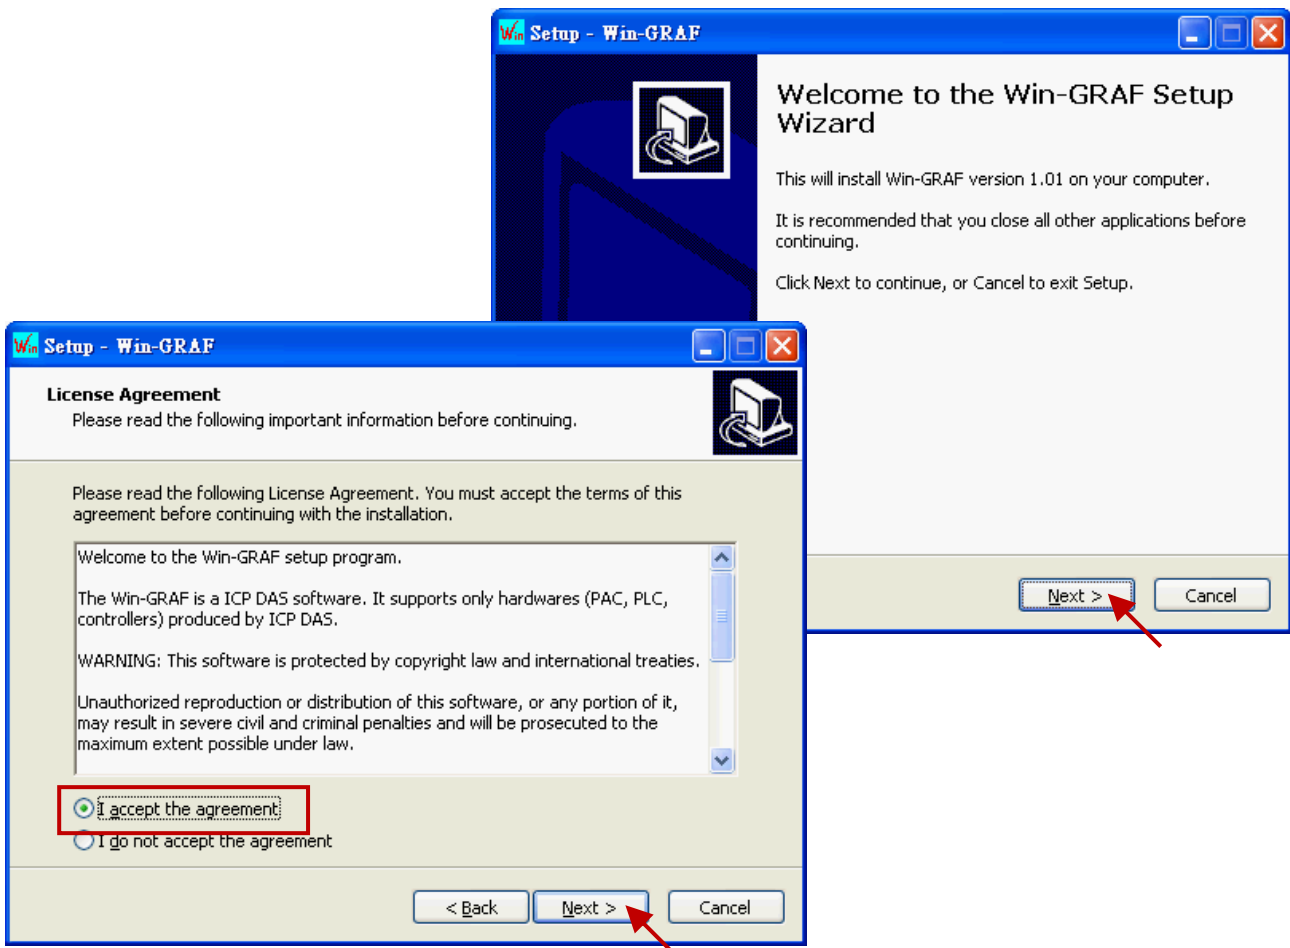 Win Setup - Win-GRAF
Welcome to the Win-GRAF Setup
Wizard
This will install Win-GRAF version 1.01 on your computer.
It is recommended that you close all other applications before
continuing.
Click Next to continue, or Cancel to exit Setup.
Next >
Cancel
Win Setup - Win-GRAF
License Agreement
Please read the following important information before continuing.
Please read the following License Agreement. You must accept the terms of this
agreement before continuing with the installation.
Welcome to the Win-GRAF setup program.
The Win-GRAF is a ICP DAS software. It supports only hardwares (PAC, PLC,
controllers) produced by ICP DAS.
WARNING: This software is protected by copyright law and international treaties.
Unauthorized reproduction or distribution of this software, or any portion of it,
may result in severe civil and criminal penalties and will be prosecuted to the
maximum extent possible under law.
I accept the agreement
I do not accept the agreement
< Back
Next >
Cancel